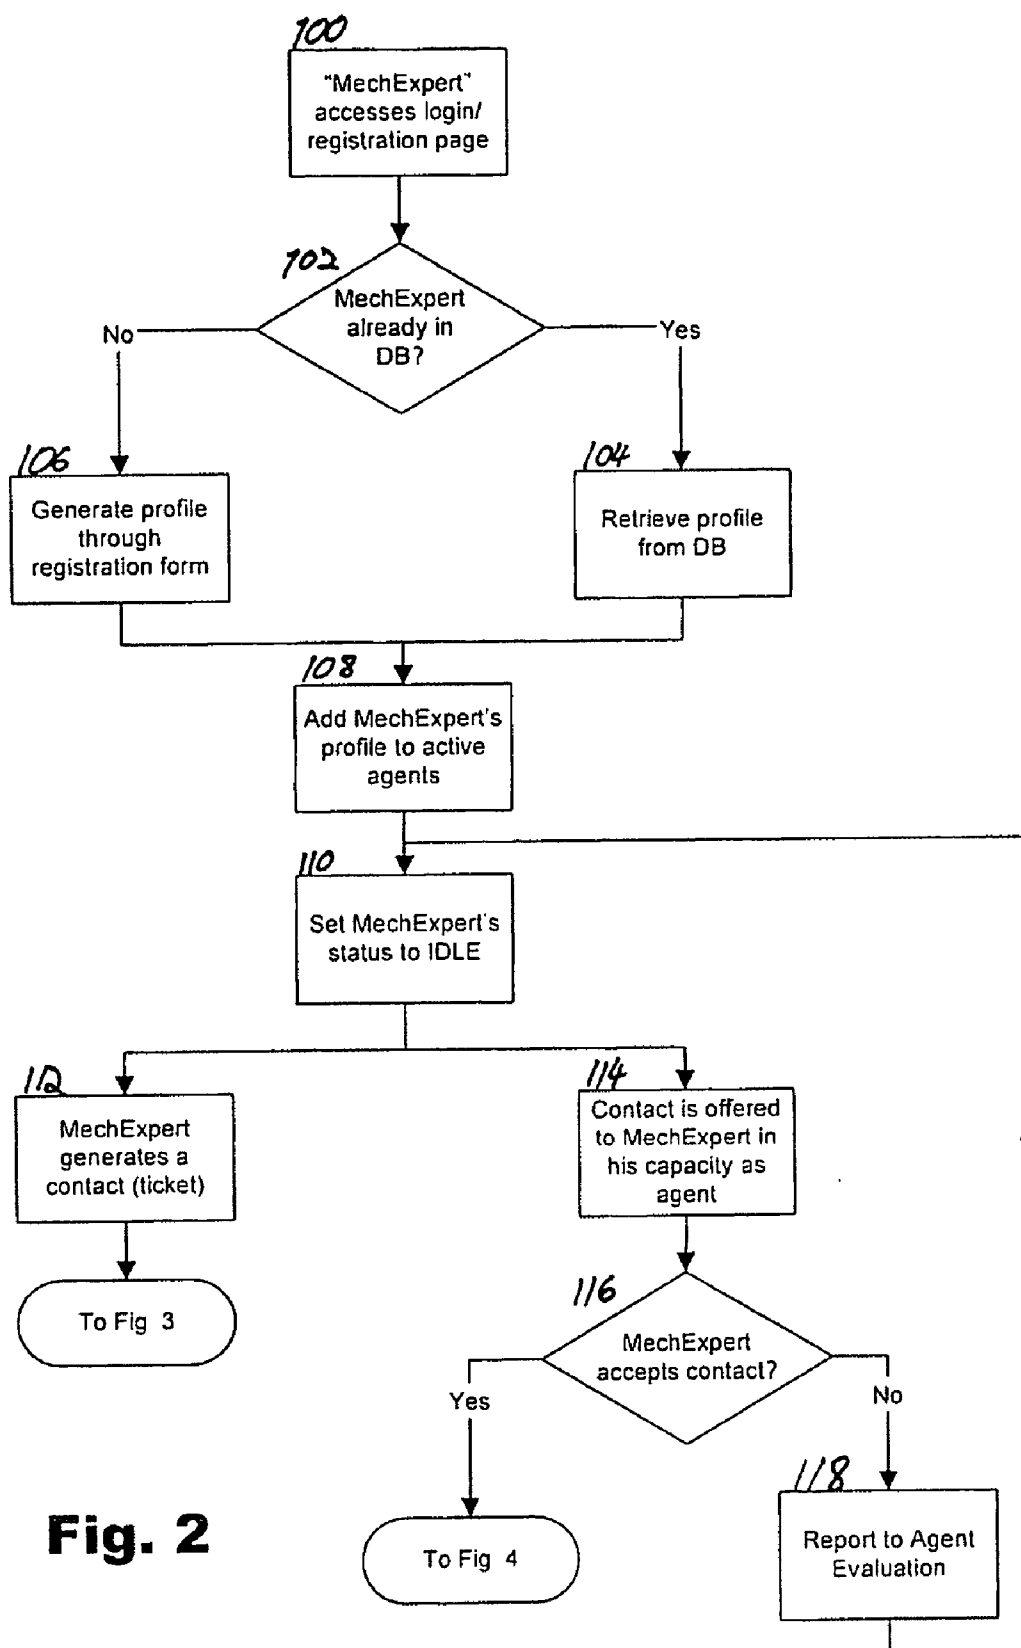 100
"MechExpert"
accesses login/
registration page
102
MechExpert
already in
DB?
No
Yes
106
Generate profile
through
registration form
104
Retrieve profile
from DB
108
Add MechExpert's
profile to active
agents
110
Set MechExpert's
status to IDLE
112
MechExpert
generates a
contact (ticket)
To Fig 3
114
Contact is offered
to MechExpert in
his capacity as
agent
116
MechExpert
accepts contact?
Yes
No
To Fig 4
118
Report to Agent
Evaluation
Fig. 2